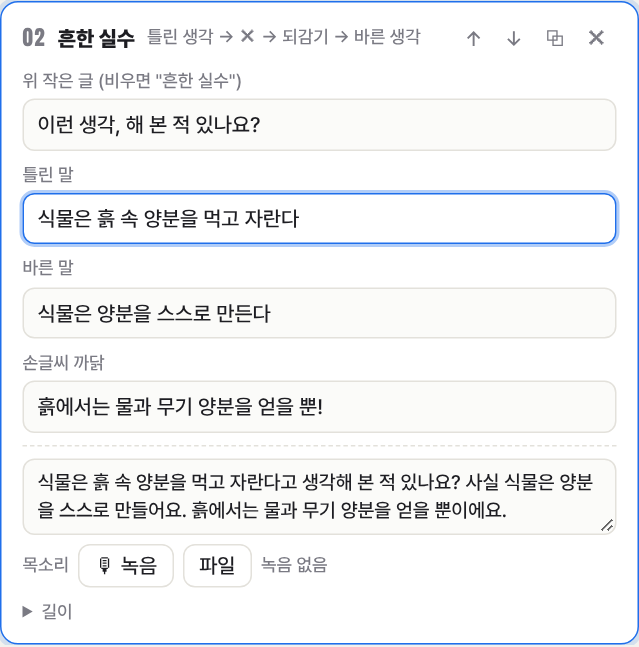 02 흔한 실수 틀린 생각 → ✕ → 되감기 → 바른 생각 ↑ ↓ ✕
위 작은 글 (비우면 "흔한 실수")
이런 생각, 해 본 적 있나요?
틀린 말
식물은 흙 속 양분을 먹고 자란다
바른 말
식물은 양분을 스스로 만든다
손글씨 까닭
흙에서는 물과 무기 양분을 얻을 뿐!
식물은 흙 속 양분을 먹고 자란다고 생각해 본 적 있나요? 사실 식물은 양분
을 스스로 만들어요. 흙에서는 물과 무기 양분을 얻을 뿐이에요.
목소리 녹음 파일 녹음 없음
▶ 길이